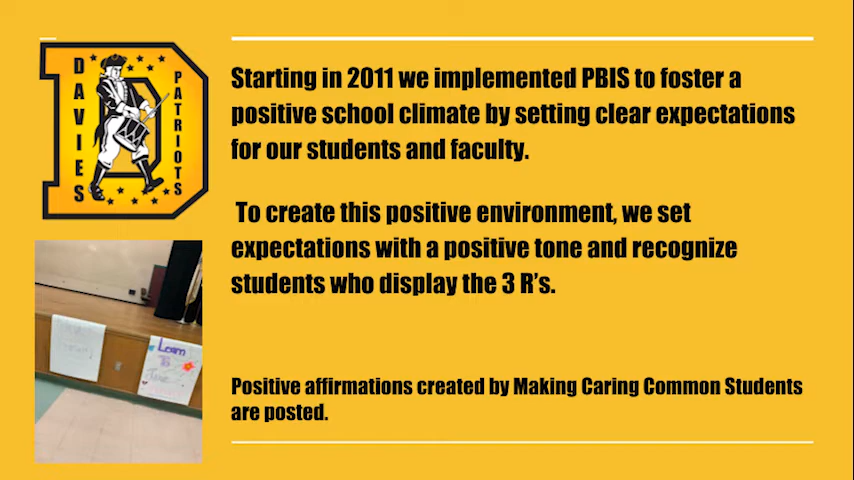 DAVIES
PATRIOTS
Starting in 2011 we implemented PBIS to foster a
positive school climate by setting clear expectations
for our students and faculty.
To create this positive environment, we set
expectations with a positive tone and recognize
students who display the 3 R’s.
Learn
To
Positive affirmations created by Making Caring Common Students
are posted.